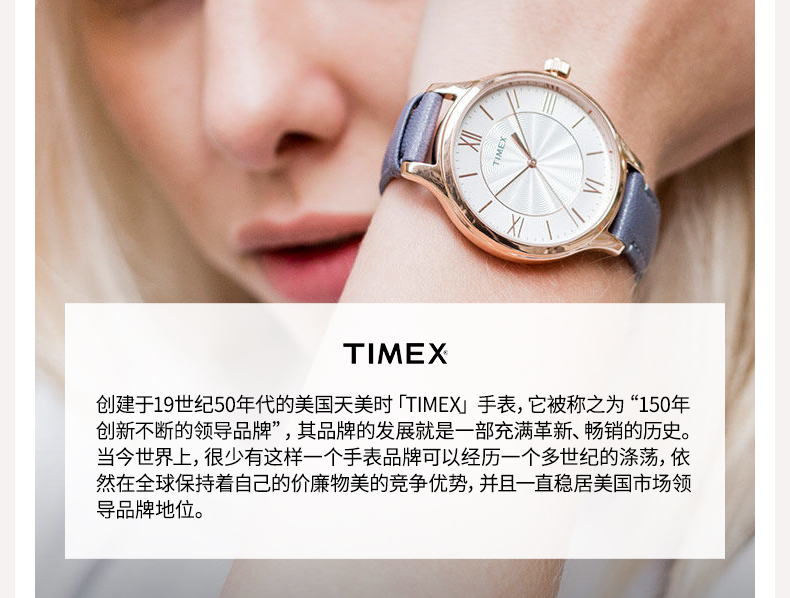 TIMEX
XII
III
VI
IX
TIMEX
创建于19世纪50年代的美国天美时「TIMEX」手表,它被称之为“150年
创新不断的领导品牌”,其品牌的发展就是一部充满革新、畅销的历史。
当今世界上,很少有这样一个手表品牌可以经历一个多世纪的涤荡,依
然在全球保持着自己的价廉物美的竞争优势,并且一直稳居美国市场领
导品牌地位。